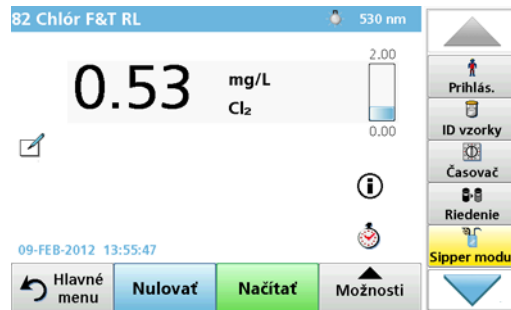 82 Chlór F&T RL
530 nm
0.53
mg/L
Cl₂
2.00
0.00
09-FEB-2012 13:55:47
Hlavné
menu
Nulovať
Načítať
Možnosti
Prihlás.
ID vzorky
Časovač
Riedenie
Sipper modu